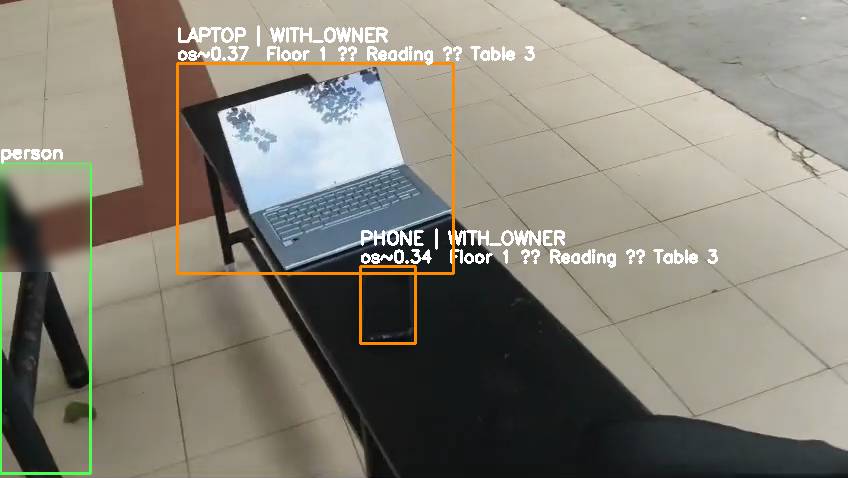 LAPTOP | WITH_OWNER
os~0.37 Floor 1 ?? Reading ?? Table 3
person
PHONE | WITH_OWNER
os~0.34 Floor 1 ?? Reading ?? Table 3